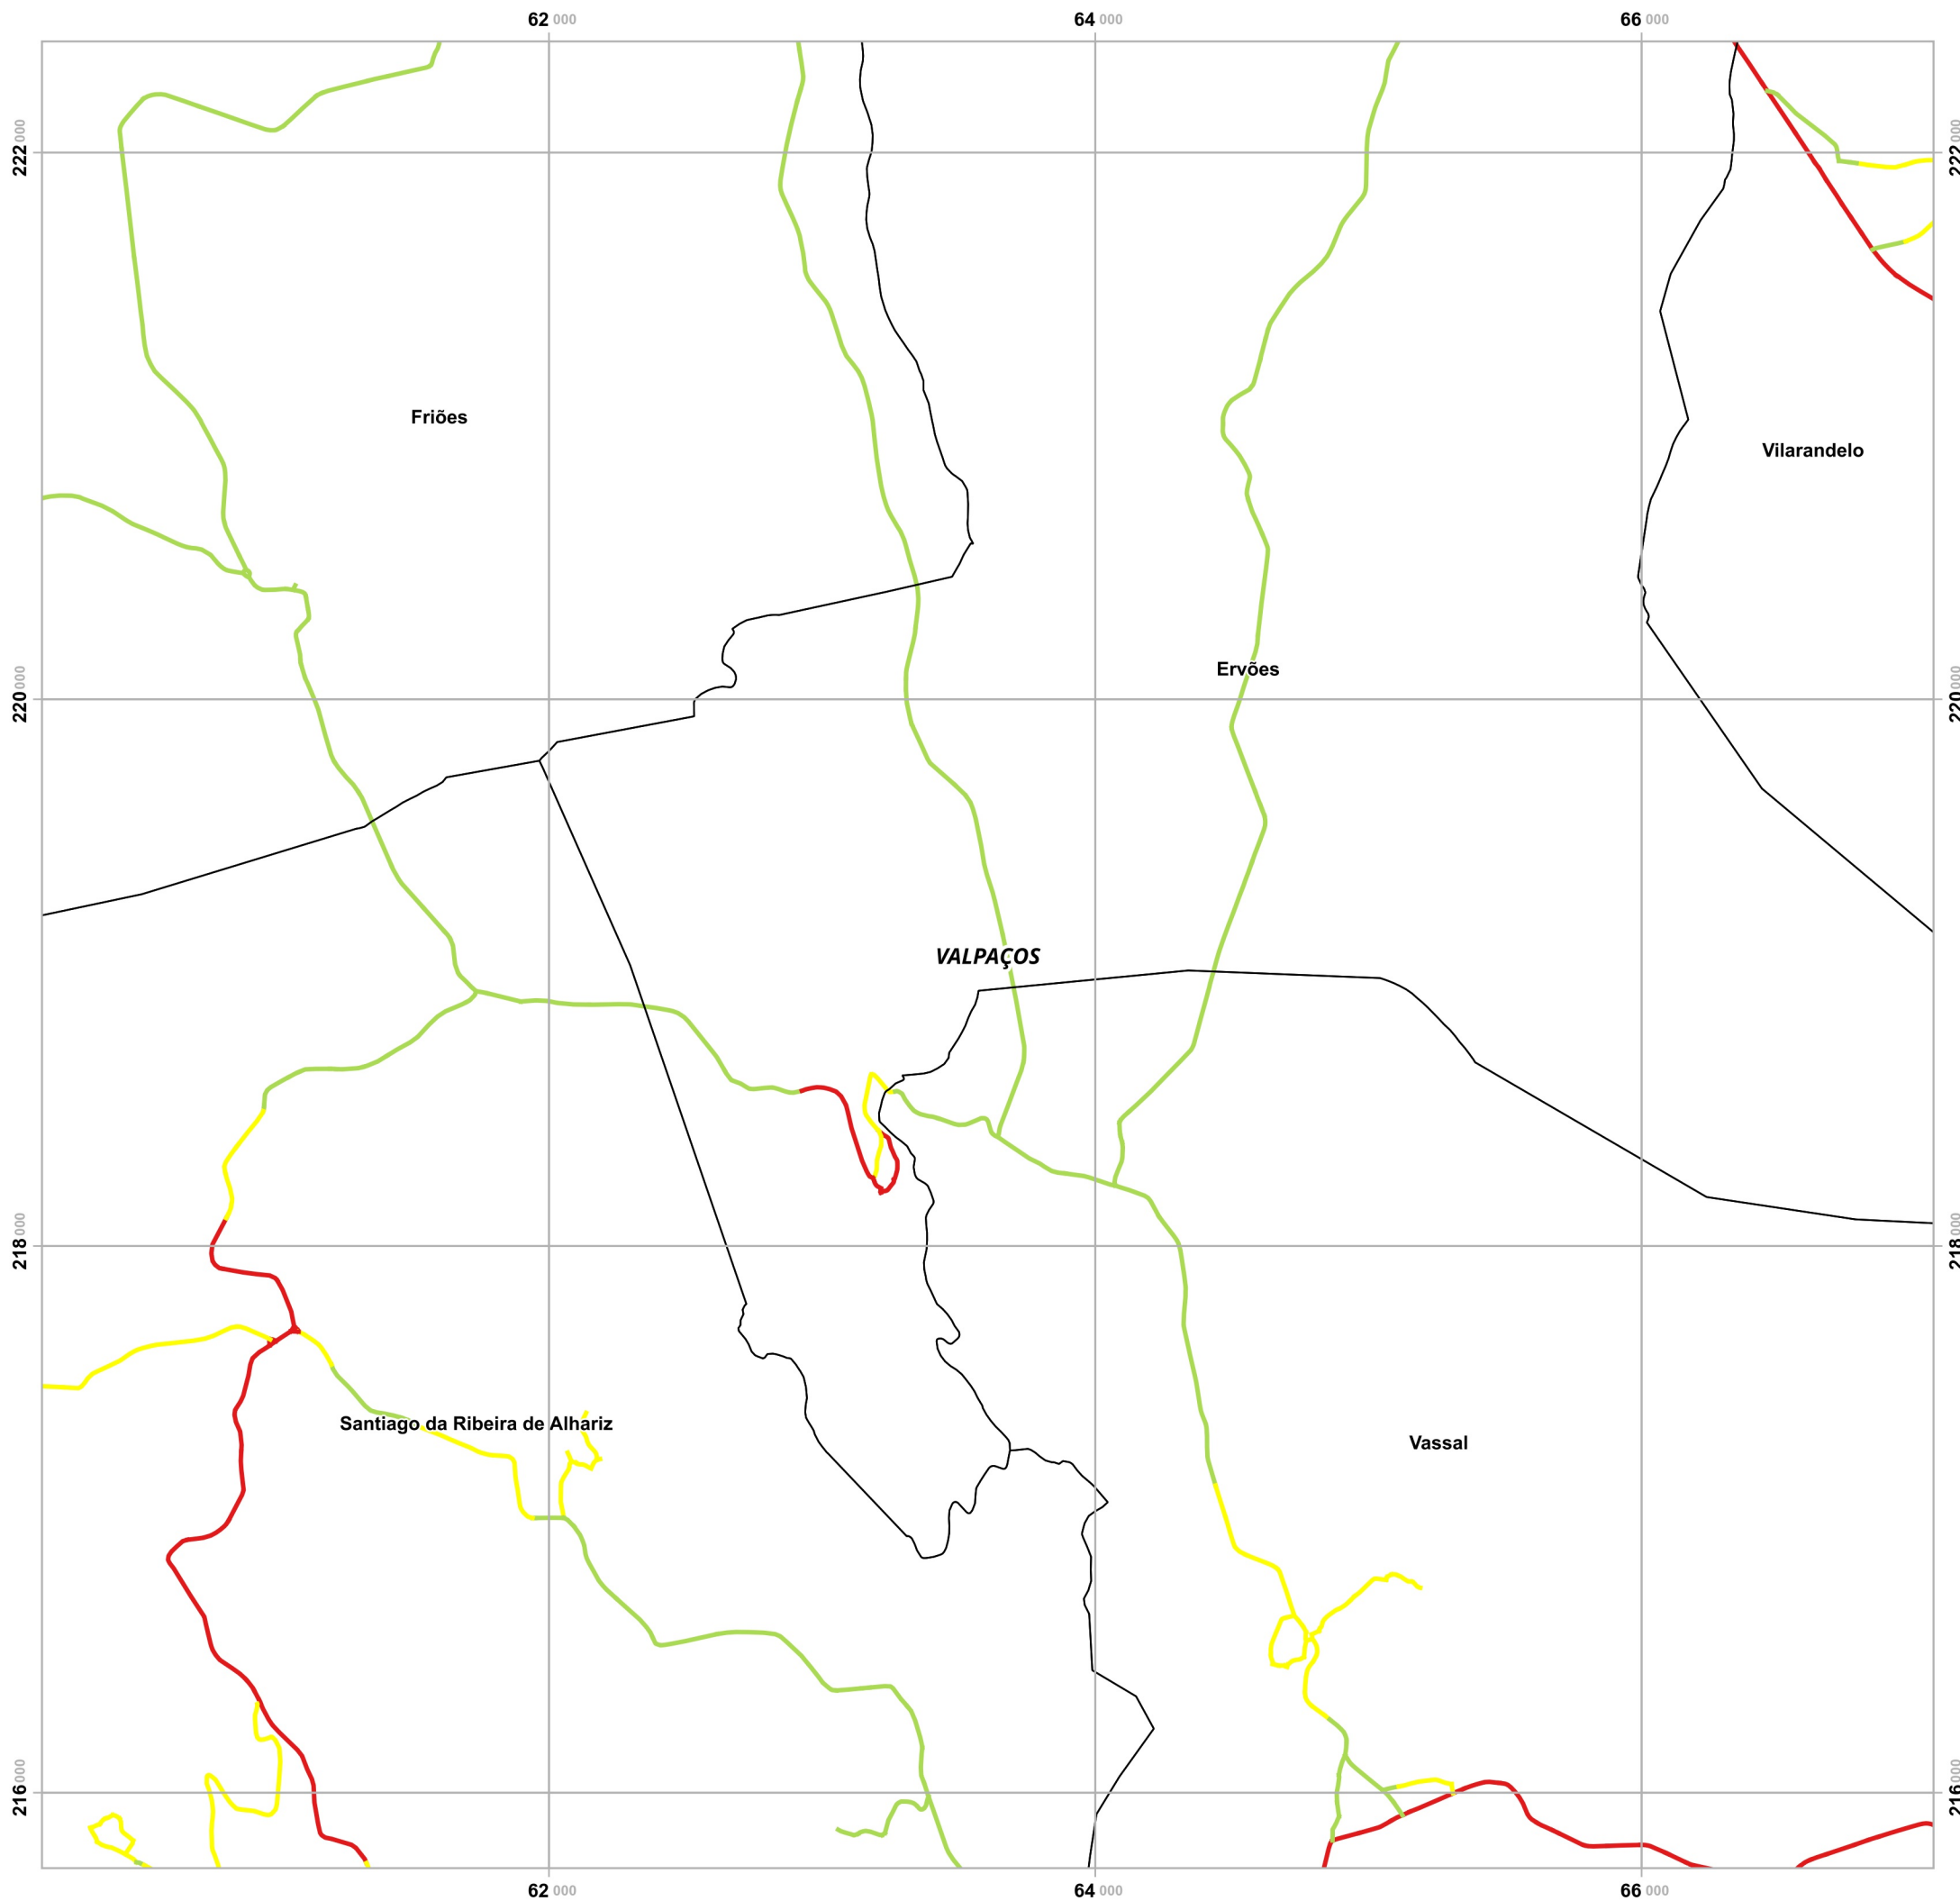 62 000 64 000 66 000
222 000 222 000
Friões
Vilarandelo
Ervões
220 000 220 000
VALPAÇOS
218 000 218 000
Santiago da Ribeira de Alhariz
Vassal
216 000 216 000
62 000 64 000 66 000